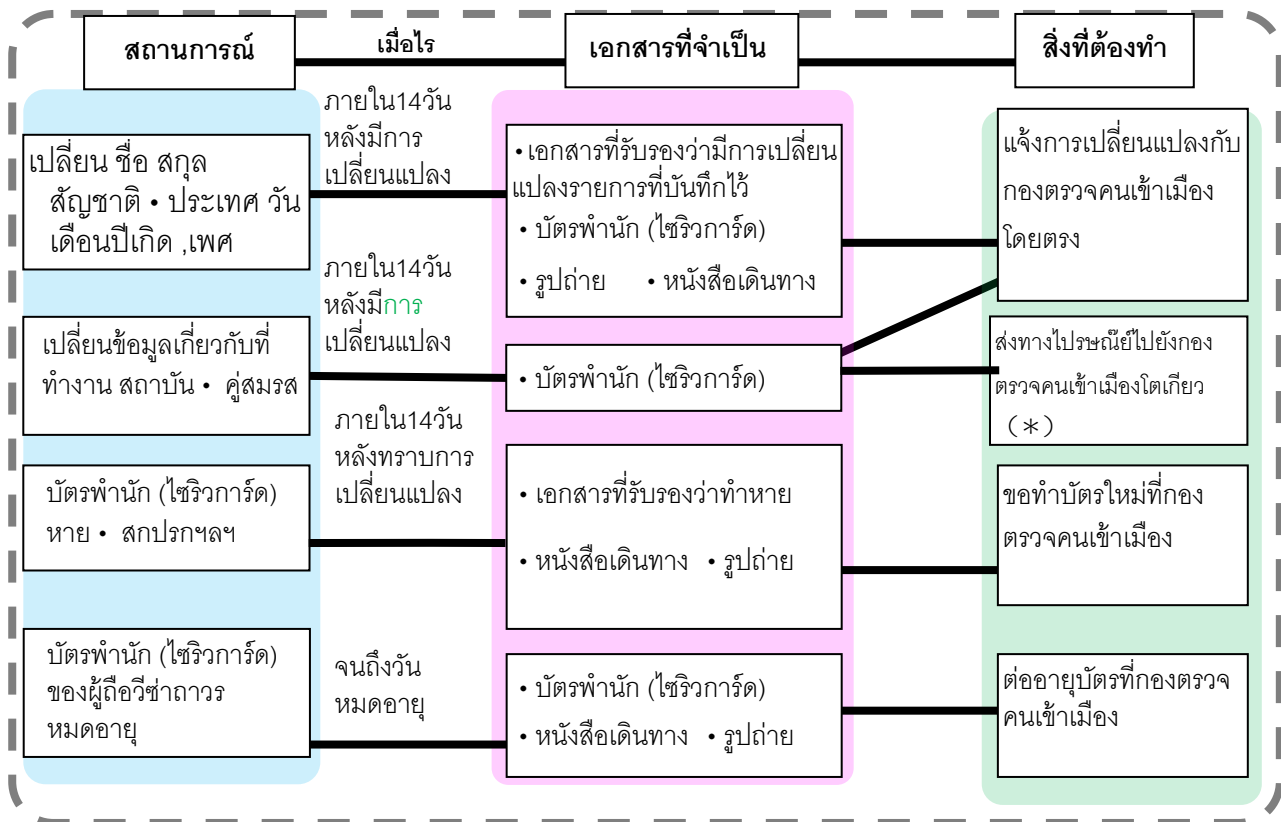 สถานการณ์
เมื่อไร
เอกสารที่จำเป็น
สิ่งที่ต้องทำ
เปลี่ยน ชื่อ สกุล
สัญชาติ • ประเทศ วัน
เดือนปีเกิด ,เพศ
ภายใน14วัน
หลังมีการ
เปลี่ยนแปลง
• เอกสารที่รับรองว่ามีการเปลี่ยน
แปลงรายการที่บันทึกไว้
• บัตรพำนัก (ไซริวการ์ด)
• รูปถ่าย • หนังสือเดินทาง
แจ้งการเปลี่ยนแปลงกับ
กองตรวจคนเข้าเมือง
โดยตรง
เปลี่ยนข้อมูลเกี่ยวกับที่
ทำงาน สถาบัน • คู่สมรส
ภายใน14วัน
หลังมีการ
เปลี่ยนแปลง
• บัตรพำนัก (ไซริวการ์ด)
ส่งทางไปรษณ๊ย์ไปยังกอง
ตรวจคนเข้าเมืองโตเกียว
(＊)
บัตรพำนัก (ไซริวการ์ด)
หาย • สกปรกฯลฯ
ภายใน14วัน
หลังทราบการ
เปลี่ยนแปลง
• เอกสารที่รับรองว่าทำหาย
• หนังสือเดินทาง • รูปถ่าย
ขอทำบัตรใหม่ที่กอง
ตรวจคนเข้าเมือง
บัตรพำนัก (ไซริวการ์ด)
ของผู้ถือวีซ่าถาวร
หมดอายุ
จนถึงวัน
หมดอายุ
• บัตรพำนัก (ไซริวการ์ด)
• หนังสือเดินทาง • รูปถ่าย
ต่ออายุบัตรที่กองตรวจ
คนเข้าเมือง